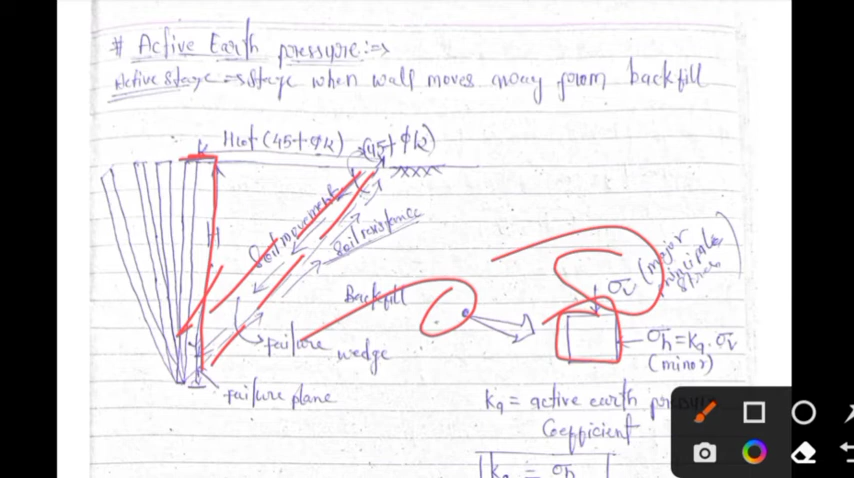 # Active Earth pressure:⇒
Active stage ⇒ stage when wall moves away from backfill
H cot (45+ϕ/2)
(45+ϕ/2)
H
Soil movement
Soil resistance
Backfill
failure
wedge
failure plane
σv (major principal stress)
σh = ka · σv
(minor)
ka = active earth
Coefficient
ka = σh